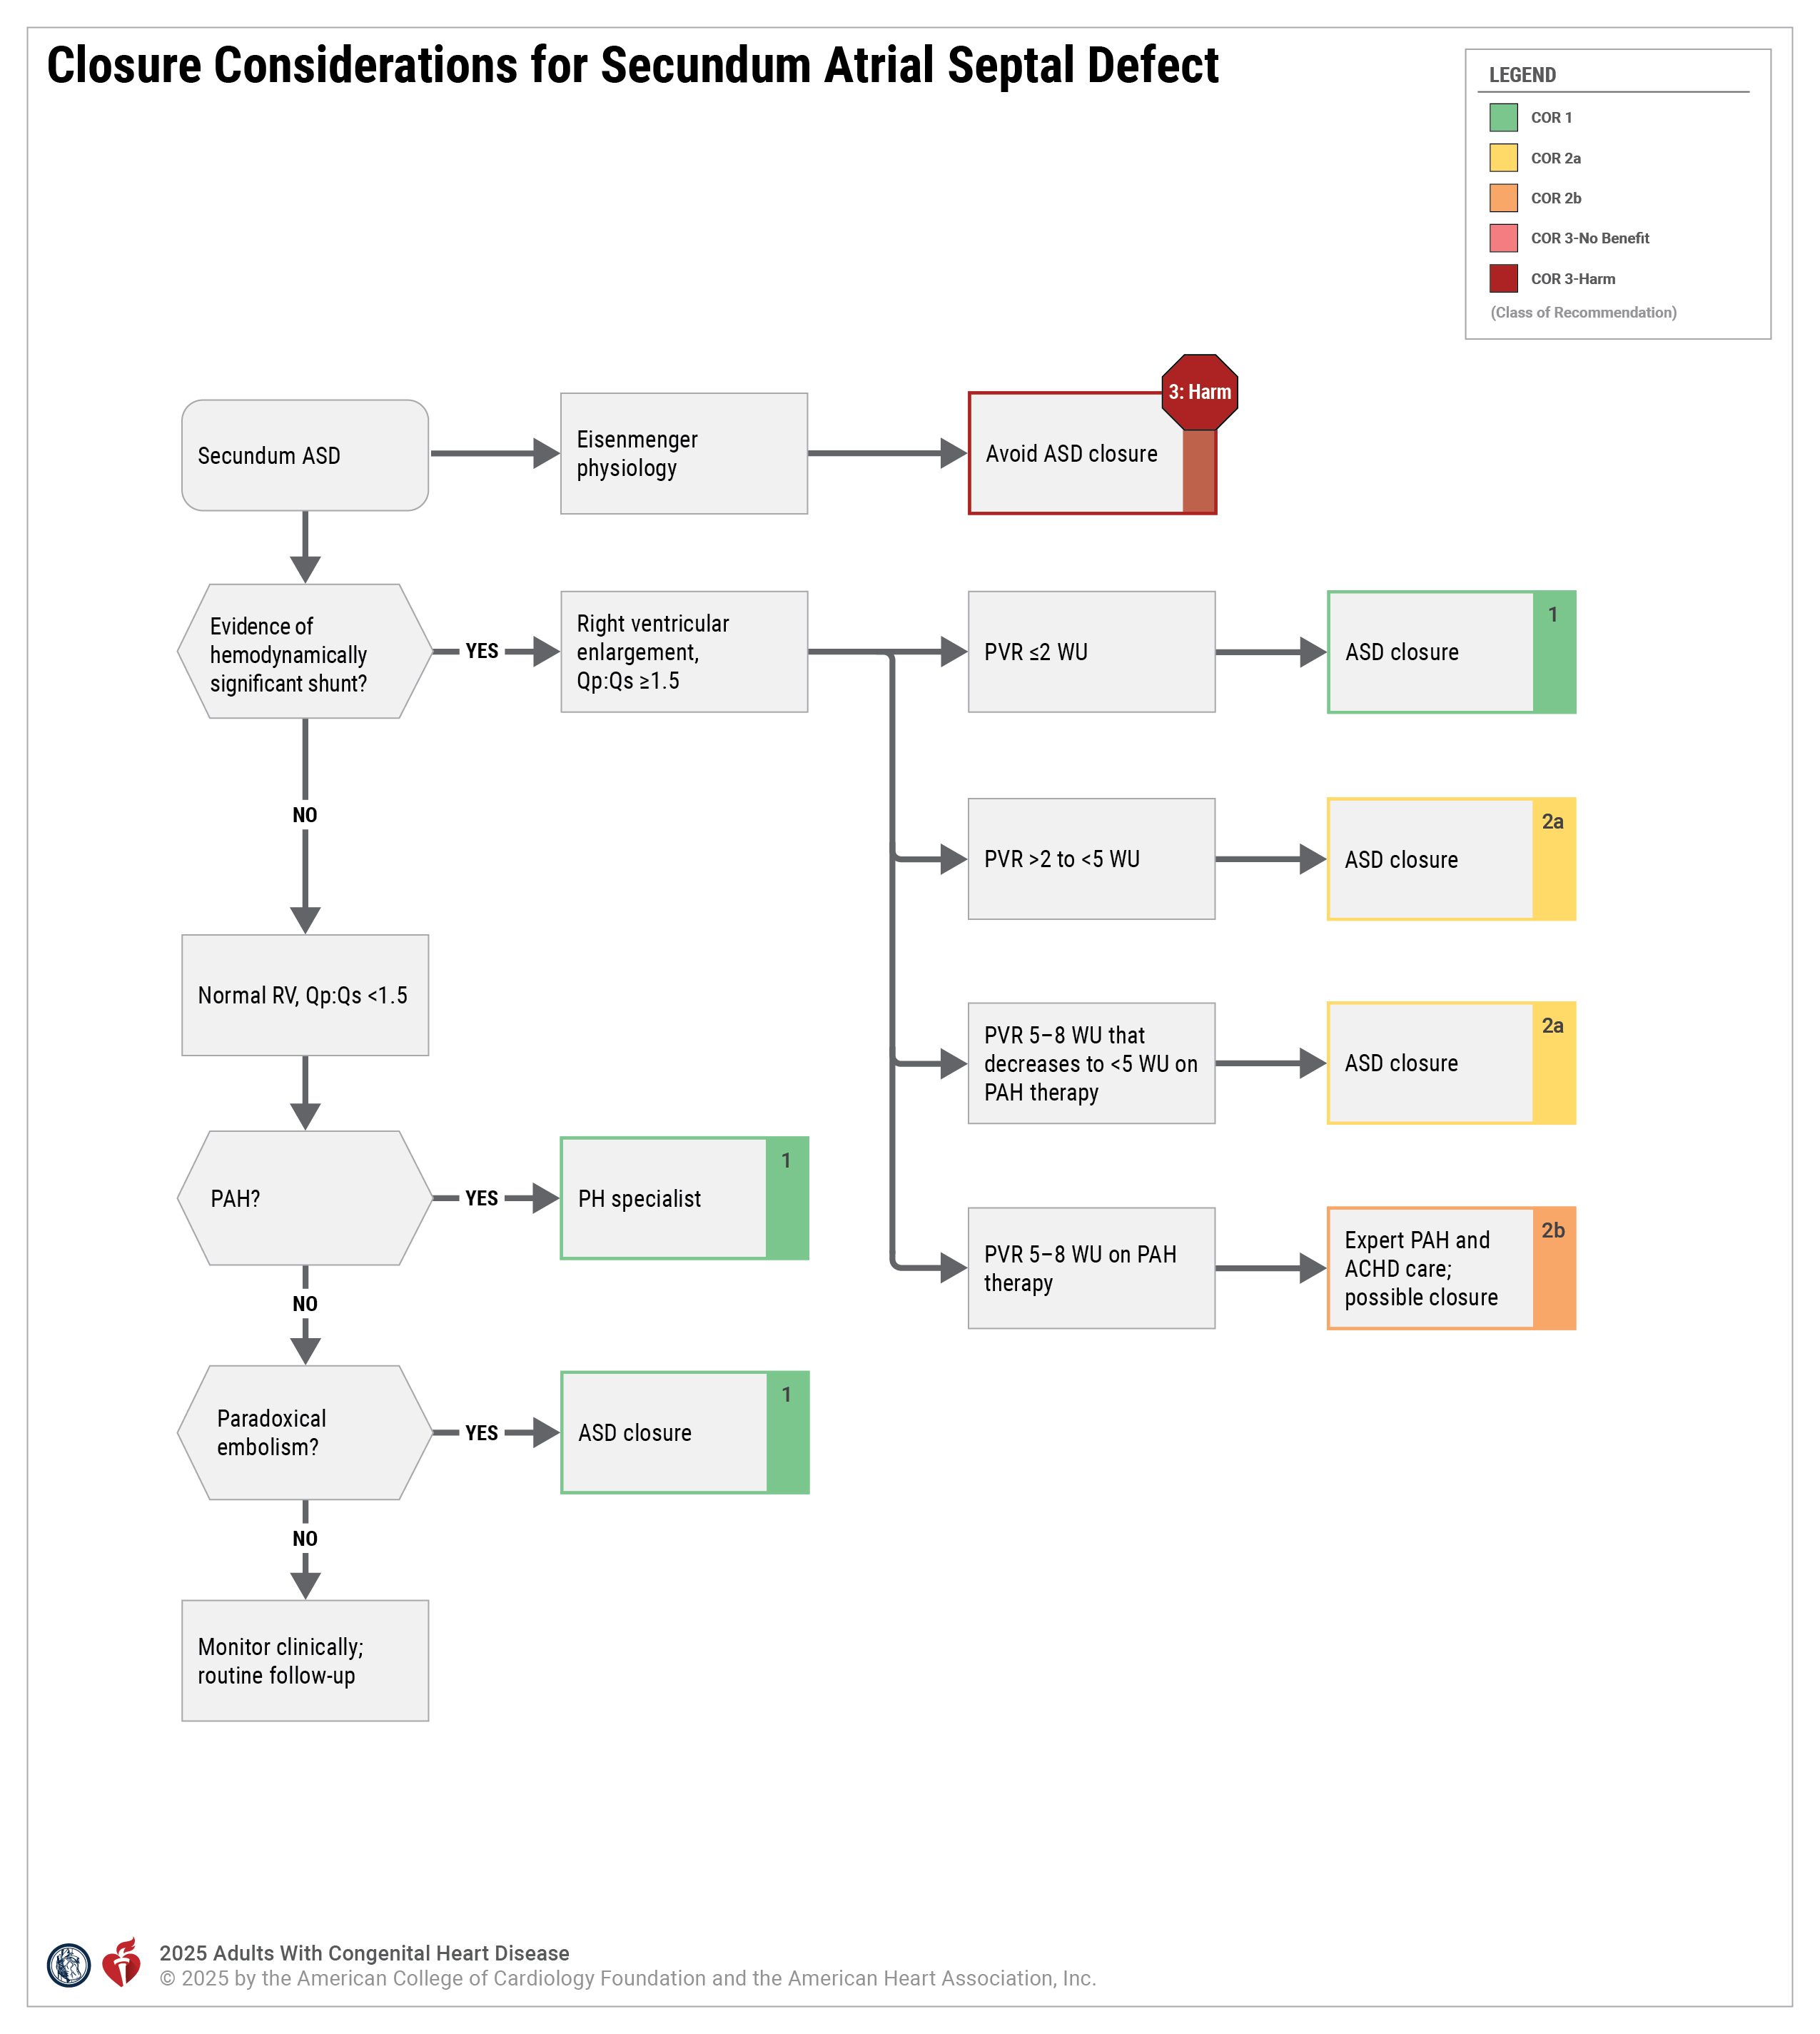 Closure Considerations for Secundum Atrial Septal Defect
LEGEND
COR 1
COR 2a
COR 2b
COR 3-No Benefit
COR 3-Harm
(Class of Recommendation)
Secundum ASD
Eisenmenger
physiology
Avoid ASD closure
3: Harm
Evidence of
hemodynamically
significant shunt?
YES
Right ventricular
enlargement,
Qp:Qs ≥1.5
PVR ≤2 WU
ASD closure
1
PVR >2 to <5 WU
ASD closure
2a
PVR 5–8 WU that
decreases to <5 WU on
PAH therapy
ASD closure
2a
PVR 5–8 WU on PAH
therapy
Expert PAH and
ACHD care;
possible closure
2b
NO
Normal RV, Qp:Qs <1.5
PAH?
YES
PH specialist
1
NO
Paradoxical
embolism?
YES
ASD closure
1
NO
Monitor clinically;
routine follow-up
2025 Adults With Congenital Heart Disease
© 2025 by the American College of Cardiology Foundation and the American Heart Association, Inc.